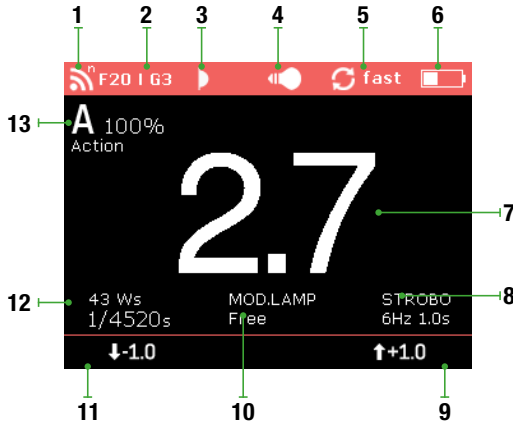 1 2 3 4 5 6
n F20 I G3 fast
13 A 100%
Action
2.7 7
12 43 Ws MOD.LAMP STROBO 8
1/4520s Free 6Hz 1.0s
-1.0 +1.0
11 10 9